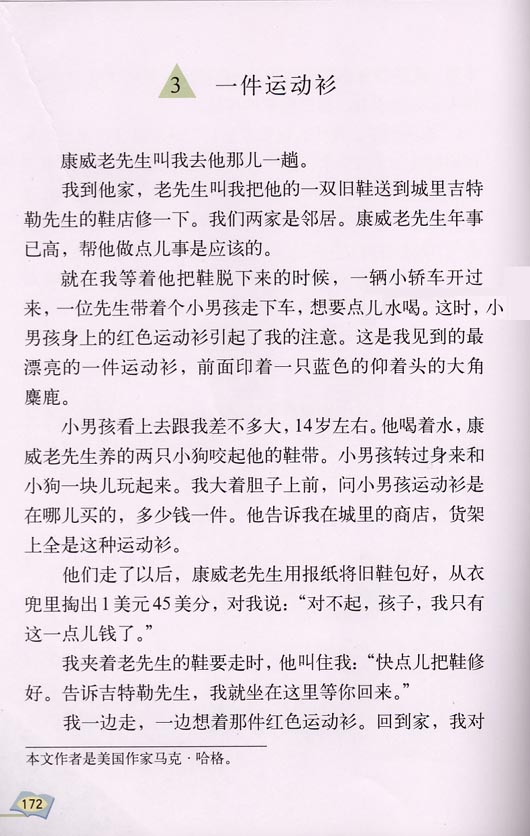 3 一件运动衫
康威老先生叫我去他那儿一趟。
我到他家，老先生叫我把他的一双旧鞋送到城里吉特
勒先生的鞋店修一下。我们两家是邻居。康威老先生年事
已高，帮他做点儿事是应该的。
就在我等着他把鞋脱下来的时候，一辆小轿车开过
来，一位先生带着个小男孩走下车，想要点儿水喝。这时，小
男孩身上的红色运动衫引起了我的注意。这是我见到的最
漂亮的一件运动衫，前面印着一只蓝色的仰着头的大角
麋鹿。
小男孩看上去跟我差不多大，14岁左右。他喝着水，康
威老先生养的两只小狗咬起他的鞋带。小男孩转过身来和
小狗一块儿玩起来。我大着胆子上前，问小男孩运动衫是
在哪儿买的，多少钱一件。他告诉我在城里的商店，货架
上全是这种运动衫。
他们走了以后，康威老先生用报纸将旧鞋包好，从衣
兜里掏出1美元45美分，对我说：“对不起，孩子，我只有
这一点儿钱了。”
我夹着老先生的鞋要走时，他叫住我：“快点儿把鞋修
好。告诉吉特勒先生，我就坐在这里等你回来。”
我一边走，一边想着那件红色运动衫。回到家，我对
本文作者是美国作家马克·哈格。
172